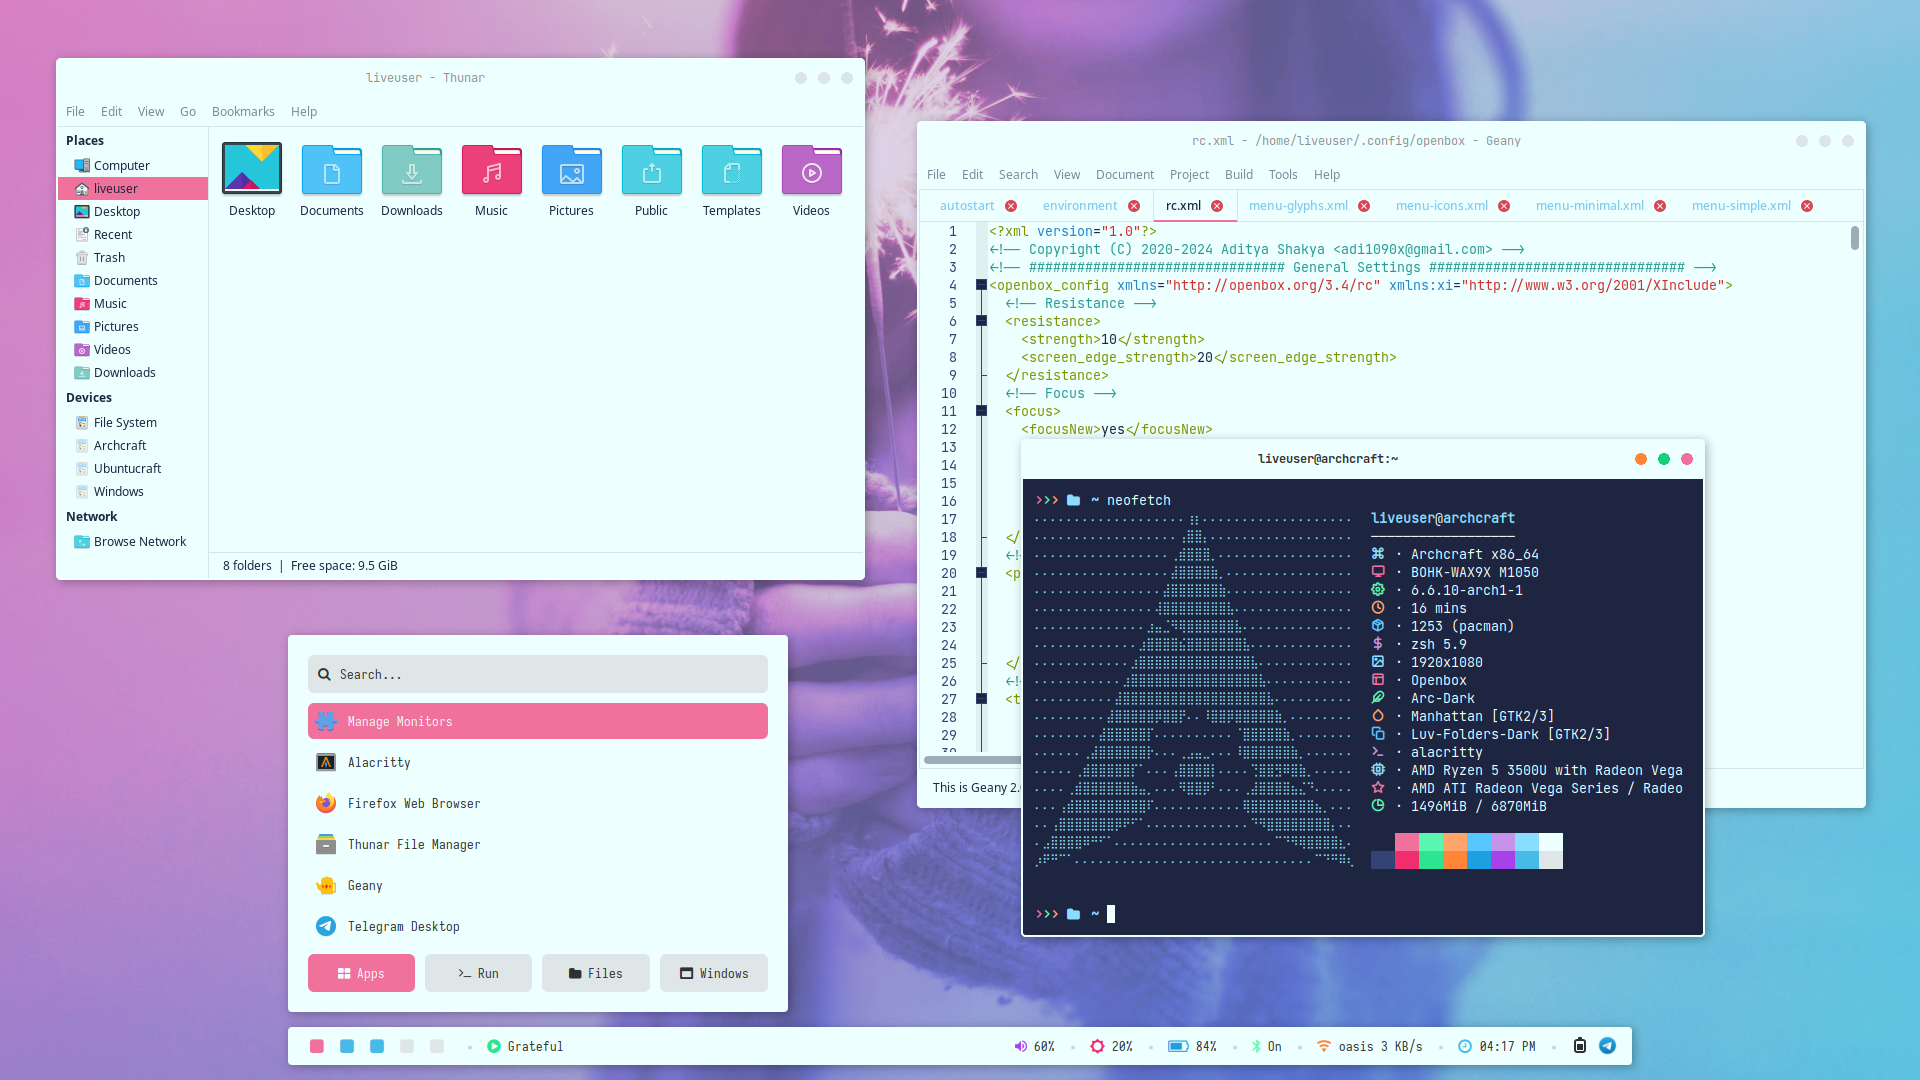 liveuser - Thunar
File Edit View Go Bookmarks Help
Places
Computer
liveuser
Desktop
Recent
Trash
Documents
Music
Pictures
Videos
Downloads
Devices
File System
Archcraft
Ubuntucraft
Windows
Network
Browse Network
Desktop Documents Downloads Music Pictures Public Templates Videos
8 folders | Free space: 9.5 GiB
rc.xml - /home/liveuser/.config/openbox - Geany
File Edit Search View Document Project Build Tools Help
autostart environment rc.xml menu-glyphs.xml menu-icons.xml menu-minimal.xml menu-simple.xml
1 <?xml version="1.0"?>
2 <!-- Copyright (C) 2020-2024 Aditya Shakya <adi1090x@gmail.com> -->
3 <!-- ################################ General Settings ################################ -->
4 <openbox_config xmlns="http://openbox.org/3.4/rc" xmlns:xi="http://www.w3.org/2001/XInclude">
5 <!-- Resistance -->
6 <resistance>
7 <strength>10</strength>
8 <screen_edge_strength>20</screen_edge_strength>
9 </resistance>
10 <!-- Focus -->
11 <focus>
12 <focusNew>yes</focusNew>
13
14
15
16
17
18 </
19 <!-
20 <p
21
22
23
24
25 </
26 <!-
27 <t
28
29
30
This is Geany 2.
liveuser@archcraft:~
>>> ~ neofetch
liveuser@archcraft
------------------
· Archcraft x86_64
· BOHK-WAX9X M1050
· 6.6.10-arch1-1
· 16 mins
· 1253 (pacman)
· zsh 5.9
· 1920x1080
· Openbox
· Arc-Dark
· Manhattan [GTK2/3]
· Luv-Folders-Dark [GTK2/3]
· alacritty
· AMD Ryzen 5 3500U with Radeon Vega
· AMD ATI Radeon Vega Series / Radeo
· 1496MiB / 6870MiB
>>> ~
Search...
Manage Monitors
Alacritty
Firefox Web Browser
Thunar File Manager
Geany
Telegram Desktop
Apps >_ Run Files Windows
Grateful 60% 20% 84% On oasis 3 KB/s 04:17 PM